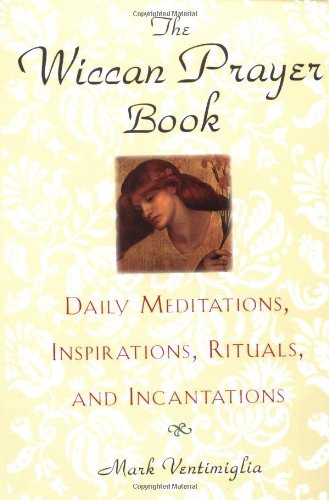 The
Wiccan Prayer
Book
DAILY MEDITATIONS,
INSPIRATIONS, RITUALS,
AND INCANTATIONS
Mark Ventimiglia